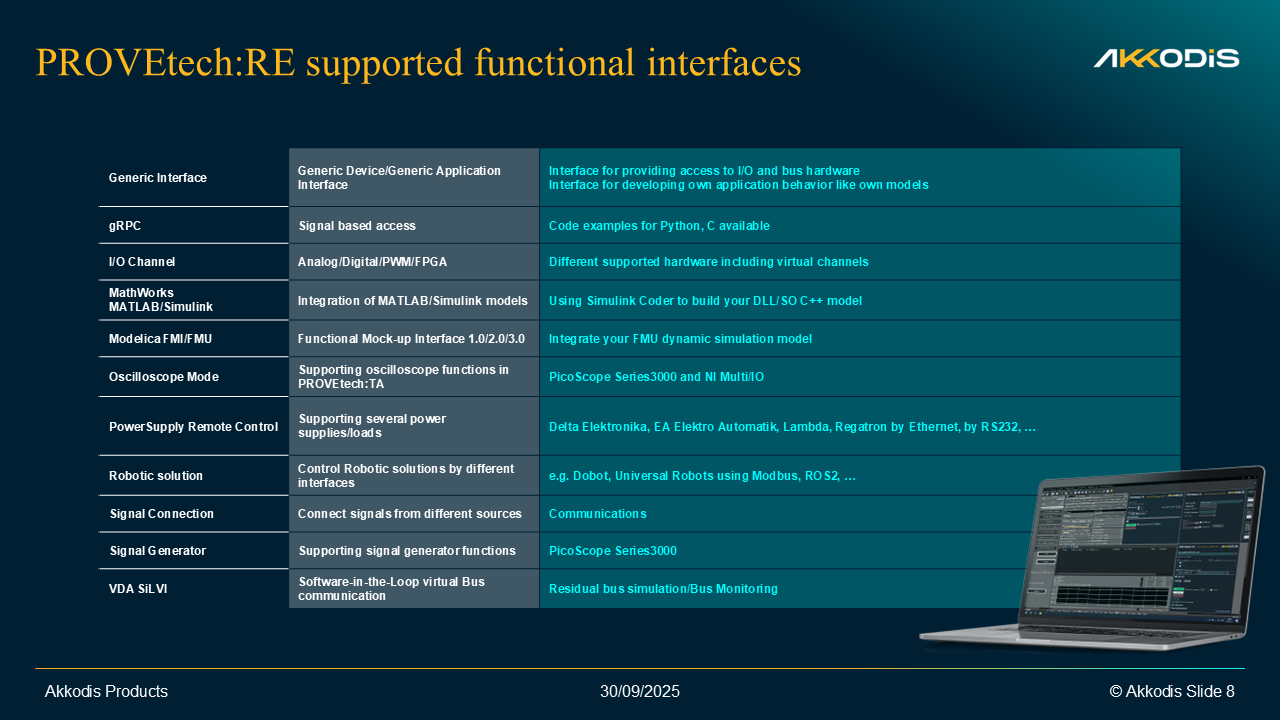 PROVEtech:RE supported functional interfaces
AKKODIS
Generic Interface
Generic Device/Generic Application
Interface
Interface for providing access to I/O and bus hardware
Interface for developing own application behavior like own models
gRPC
Signal based access
Code examples for Python, C available
I/O Channel
Analog/Digital/PWM/FPGA
Different supported hardware including virtual channels
MathWorks
MATLAB/Simulink
Integration of MATLAB/Simulink models
Using Simulink Coder to build your DLL/SO C++ model
Modelica FMI/FMU
Functional Mock-up Interface 1.0/2.0/3.0
Integrate your FMU dynamic simulation model
Oscilloscope Mode
Supporting oscilloscope functions in
PROVEtech:TA
PicoScope Series3000 and NI Multi/IO
PowerSupply Remote Control
Supporting several power
supplies/loads
Delta Elektronika, EA Elektro Automatik, Lambda, Regatron by Ethernet, by RS232, …
Robotic solution
Control Robotic solutions by different
interfaces
e.g. Dobot, Universal Robots using Modbus, ROS2, …
Signal Connection
Connect signals from different sources
Communications
Signal Generator
Supporting signal generator functions
PicoScope Series3000
VDA SiLVI
Software-in-the-Loop virtual Bus
communication
Residual bus simulation/Bus Monitoring
Akkodis Products
30/09/2025
© Akkodis Slide 8